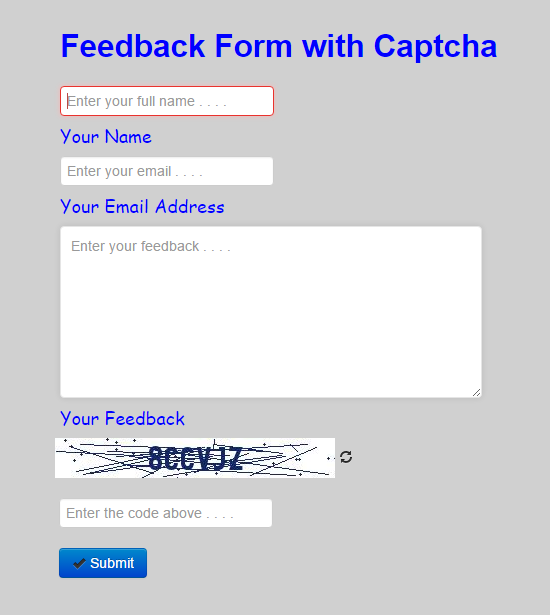 Feedback Form with Captcha
Enter your full name . . . .
Your Name
Enter your email . . . .
Your Email Address
Enter your feedback . . . .
Your Feedback
8CCVJZ
Enter the code above . . . .
Submit